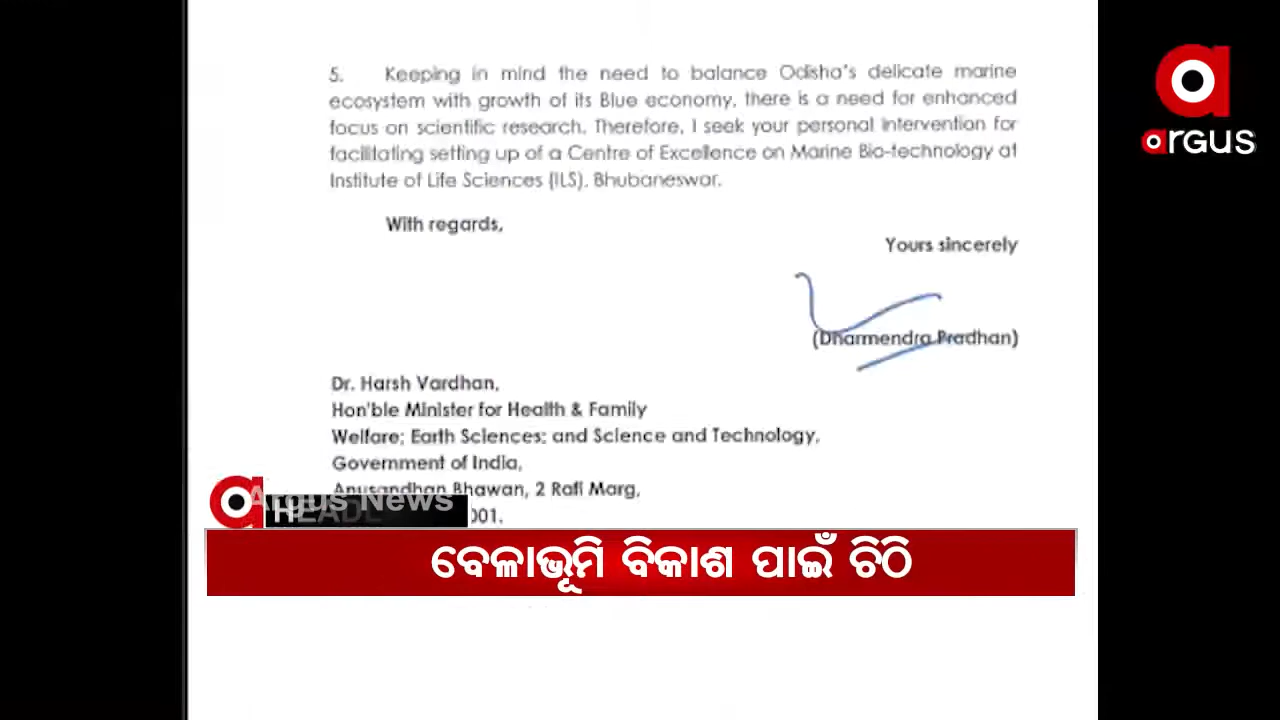 5. Keeping in mind the need to balance Odisha's delicate marine
ecosystem with growth of its Blue economy, there is a need for enhanced
focus on scientific research. Therefore, I seek your personal intervention for
facilitating setting up of a Centre of Excellence on Marine Bio-technology at
Institute of Life Sciences (ILS), Bhubaneswar.
With regards,
Yours sincerely
(Dharmendra Pradhan)
Dr. Harsh Vardhan,
Hon'ble Minister for Health & Family
Welfare; Earth Sciences; and Science and Technology,
Government of India,
Anusandhan Bhawan, 2 Rafi Marg,
001.
argus
Argus News
HEADL
ବେଳାଭୂମି ବିକାଶ ପାଇଁ ଚିଠି